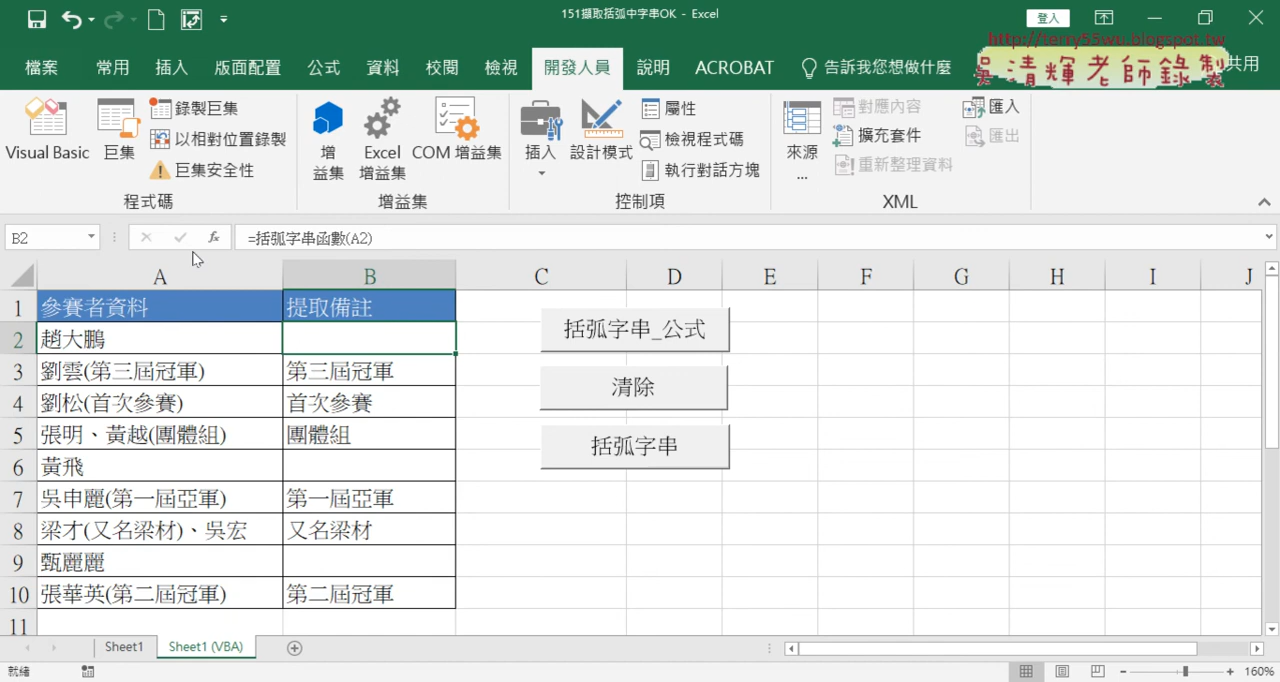 151擷取括弧中字串OK - Excel
登入
http://terry55wu.blogspot.tw
檔案 常用 插入 版面配置 公式 資料 校閱 檢視 開發人員 說明 ACROBAT 告訴我您想做什麼 共用
吳清輝老師錄製
Visual Basic
巨集
錄製巨集
以相對位置錄製
巨集安全性
程式碼
增益集
Excel 增益集
COM 增益集
增益集
插入
設計模式
屬性
檢視程式碼
執行對話方塊
控制項
來源
...
對應內容
擴充套件
重新整理資料
匯入
匯出
XML
B2 fx =括弧字串函數(A2)
A B C D E F G H I J
1 參賽者資料 提取備註
2 趙大鵬
3 劉雲(第三屆冠軍) 第三屆冠軍
4 劉松(首次參賽) 首次參賽
5 張明、黃越(團體組) 團體組
6 黃飛
7 吳申麗(第一屆亞軍) 第一屆亞軍
8 梁才(又名梁材)、吳宏 又名梁材
9 甄麗麗
10 張華英(第二屆冠軍) 第二屆冠軍
11
括弧字串_公式
清除
括弧字串
Sheet1 Sheet1 (VBA)
就緒 160%